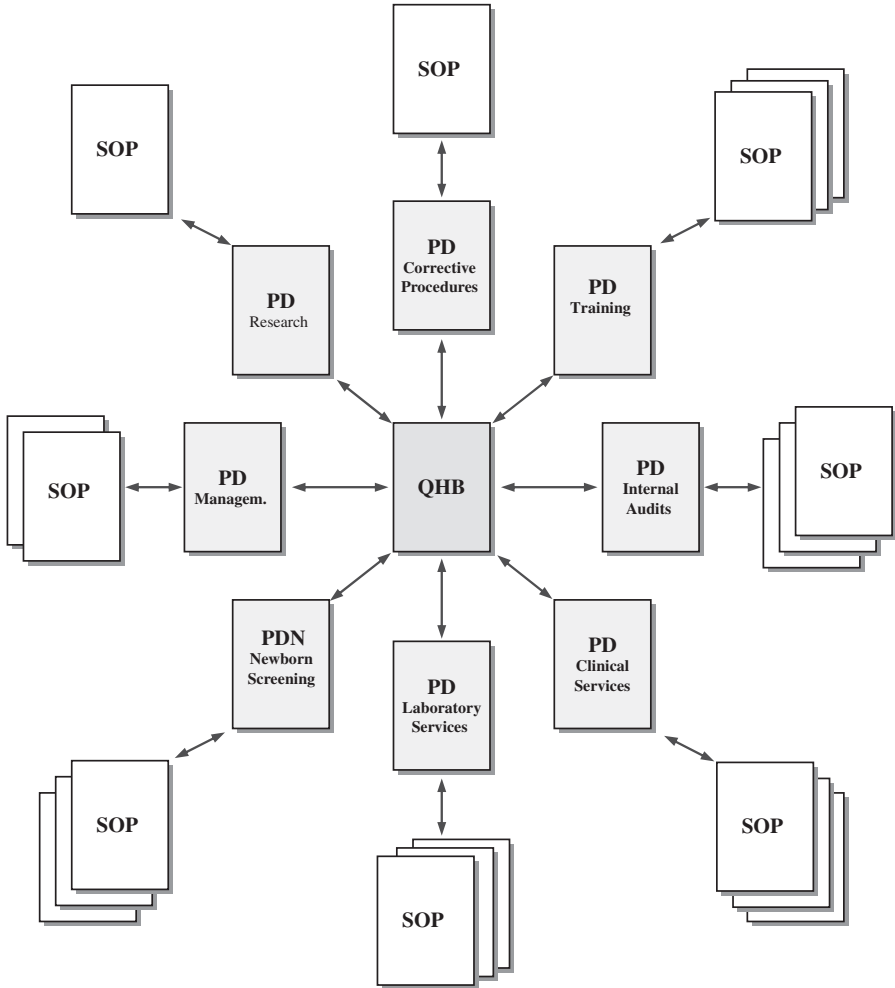 SOP
SOP
SOP
PD
Corrective
Procedures
PD
Research
PD
Training
SOP
PD
Managem.
QHB
PD
Internal
Audits
SOP
PDN
Newborn
Screening
PD
Laboratory
Services
PD
Clinical
Services
SOP
SOP
SOP